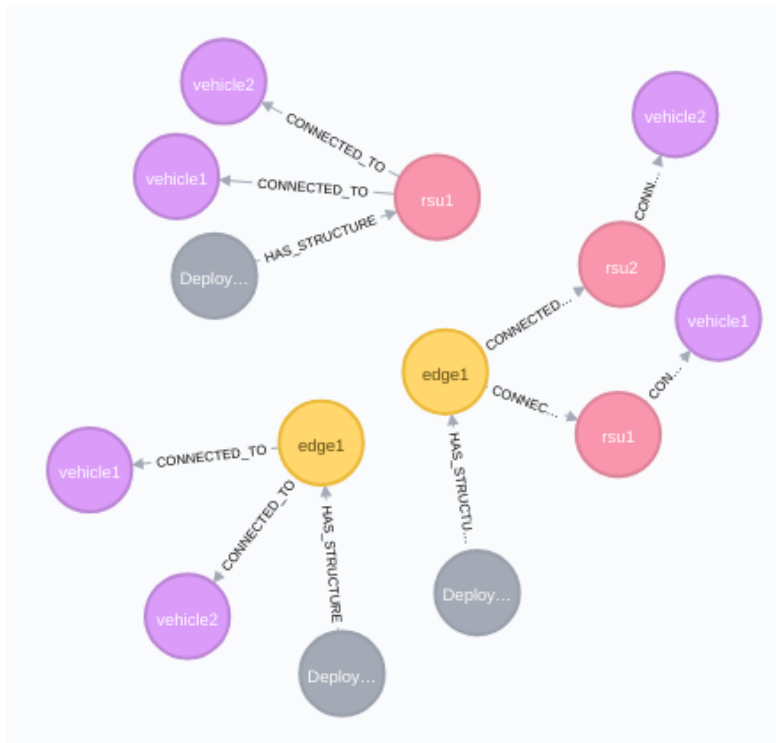 vehicle2
CONNECTED_TO
vehicle1
CONNECTED_TO
rsu1
HAS_STRUCTURE
Deploy...
vehicle2
CONN...
rsu2
CONNECTED...
vehicle1
CON...
edge1
CONNEC...
rsu1
HAS_STRUCTU...
Deploy...
edge1
CONNECTED_TO
vehicle1
CONNECTED_TO
HAS_STRUCTURE
vehicle2
Deploy...